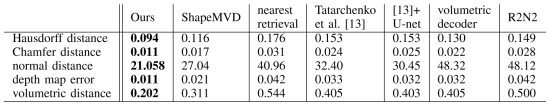 Ours ShapeMVD nearest retrieval Tatarchenko et al. [13] [13]+ U-net volumetric decoder R2N2
Hausdorff distance 0.094 0.116 0.176 0.153 0.153 0.130 0.149
Chamfer distance 0.011 0.017 0.031 0.024 0.025 0.022 0.028
normal distance 21.058 27.04 40.96 32.40 30.45 48.32 48.12
depth map error 0.011 0.021 0.042 0.033 0.032 0.032 0.042
volumetric distance 0.202 0.311 0.544 0.405 0.403 0.405 0.500